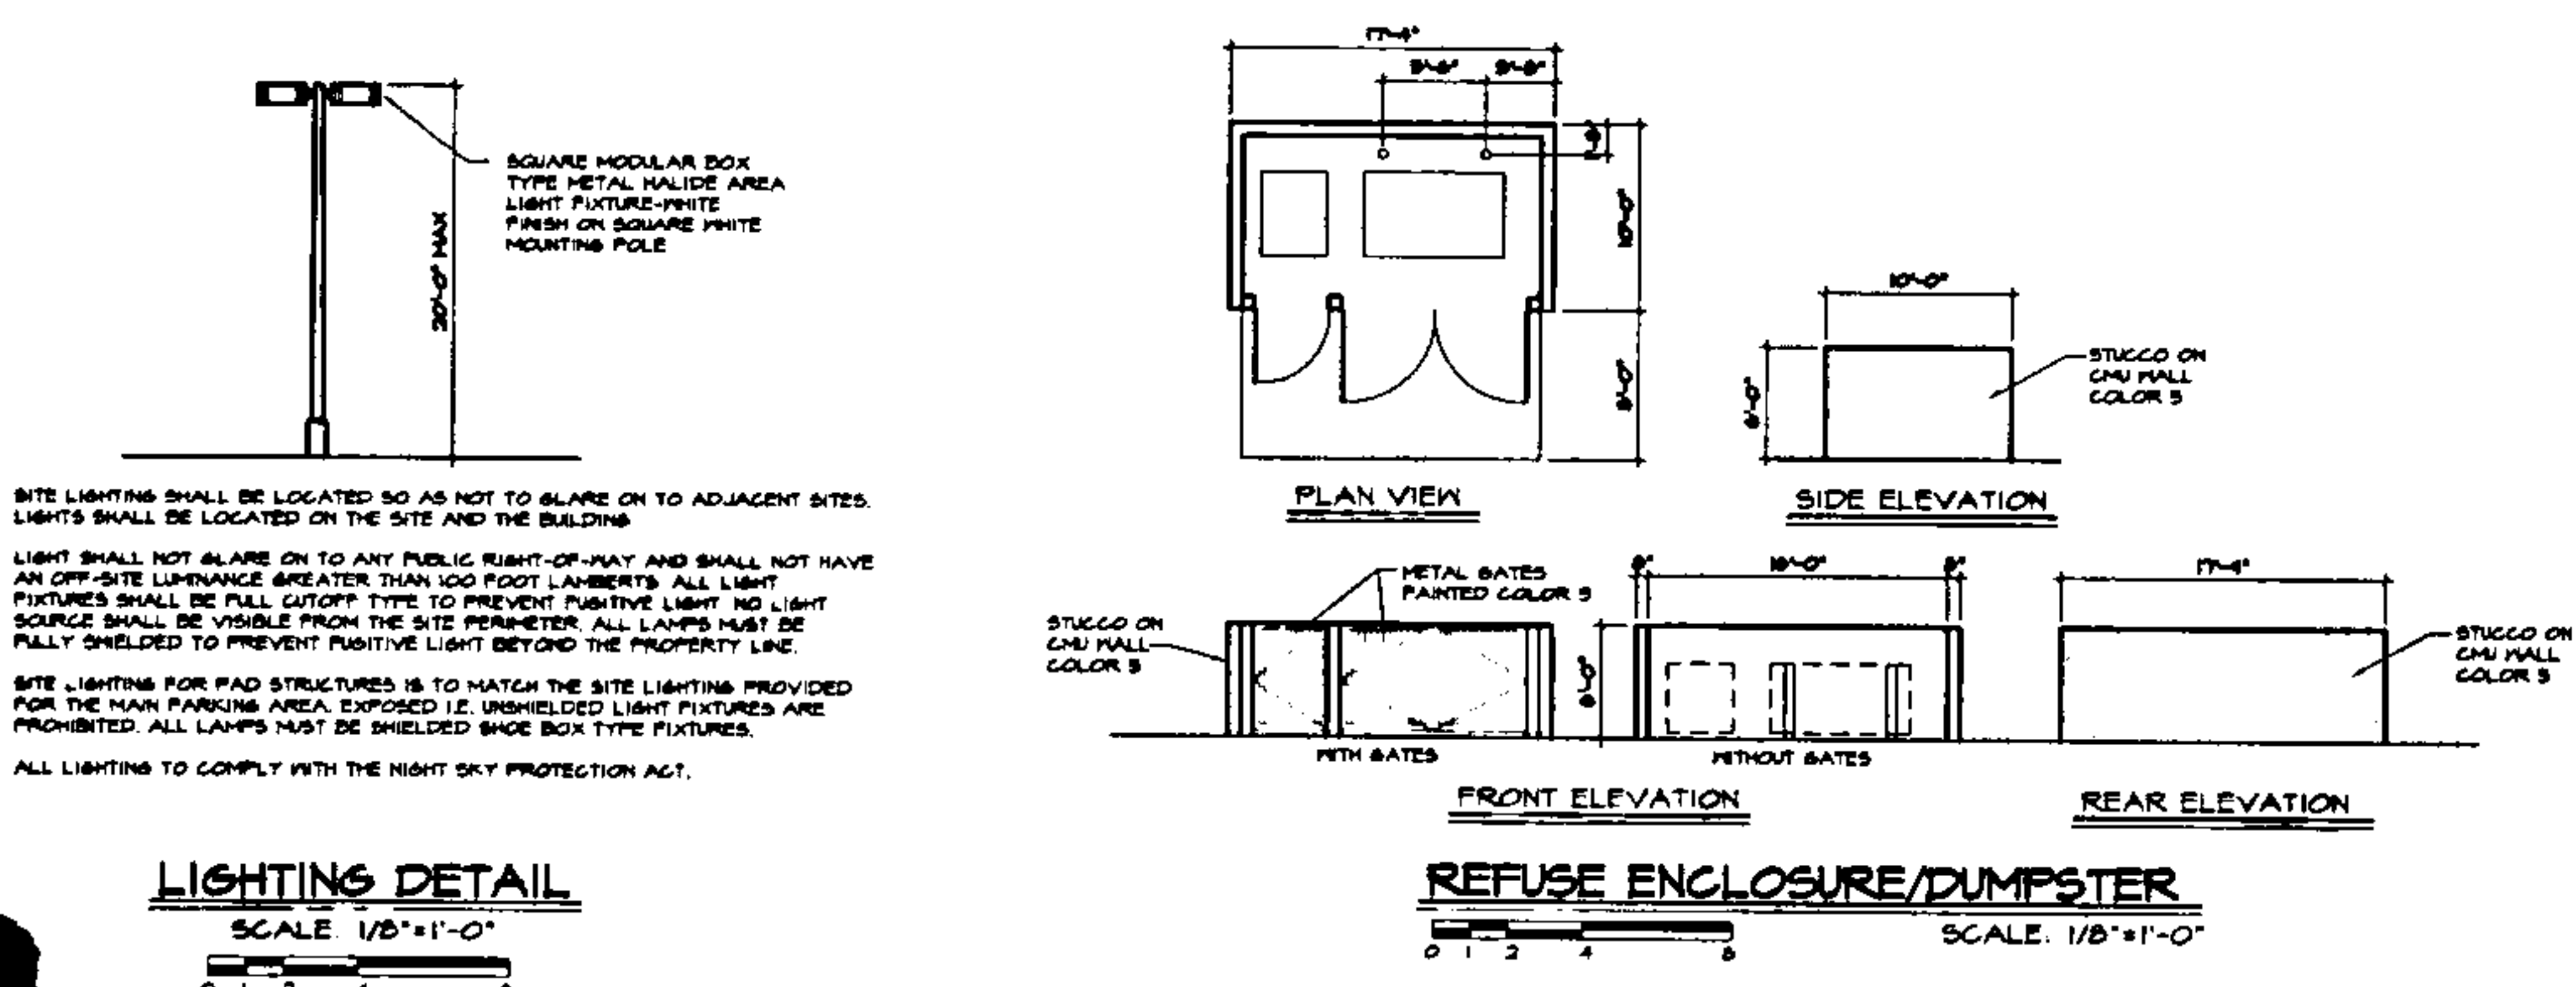 SQUARE MODULAR BOX
TYPE METAL HALIDE AREA
LIGHT FIXTURE-WHITE
FINISH ON SQUARE WHITE
MOUNTING POLE
20'-0" MAX
SITE LIGHTING SHALL BE LOCATED SO AS NOT TO GLARE ON TO ADJACENT SITES.
LIGHTS SHALL BE LOCATED ON THE SITE AND THE BUILDING
LIGHT SHALL NOT GLARE ON TO ANY PUBLIC RIGHT-OF-WAY AND SHALL NOT HAVE
AN OFF-SITE LUMINANCE GREATER THAN 100 FOOT LAMBERTS ALL LIGHT
FIXTURES SHALL BE FULL CUTOFF TYPE TO PREVENT FUGITIVE LIGHT NO LIGHT
SOURCE SHALL BE VISIBLE FROM THE SITE PERIMETER. ALL LAMPS MUST BE
FULLY SHIELDED TO PREVENT FUGITIVE LIGHT BEYOND THE PROPERTY LINE.
SITE LIGHTING FOR PAD STRUCTURES IS TO MATCH THE SITE LIGHTING PROVIDED
FOR THE MAIN PARKING AREA. EXPOSED I.E. UNSHIELDED LIGHT FIXTURES ARE
PROHIBITED. ALL LAMPS MUST BE SHIELDED SHOE BOX TYPE FIXTURES.
ALL LIGHTING TO COMPLY WITH THE NIGHT SKY PROTECTION ACT.
LIGHTING DETAIL
SCALE: 1/8"=1'-0"
17'-4"
10'-0"
8'-0"
PLAN VIEW
10'-0"
6'-0"
STUCCO ON
CMU WALL
COLOR 5
SIDE ELEVATION
METAL GATES
PAINTED COLOR 5
STUCCO ON
CMU WALL
COLOR 5
WITH GATES
8"
16'-0"
8"
6'-0"
WITHOUT GATES
FRONT ELEVATION
17'-4"
STUCCO ON
CMU WALL
COLOR 5
REAR ELEVATION
REFUSE ENCLOSURE/DUMPSTER
0 1 2 4 8
SCALE: 1/8"=1'-0"